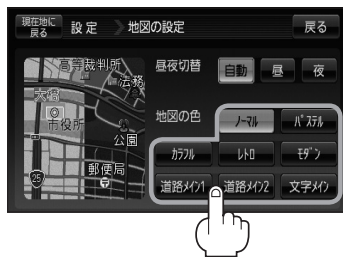 現在地に
戻る
設定
地図の設定
戻る
高等裁判所
法務
大橋
市役所
公園
郵便局
25
昼夜切替
自動
昼
夜
地図の色
ﾉｰﾏﾙ
ﾊﾟｽﾃﾙ
ｶﾗﾌﾙ
ﾚﾄﾛ
ﾓﾀﾞﾝ
道路ﾒｲﾝ1
道路ﾒｲﾝ2
文字ﾒｲﾝ